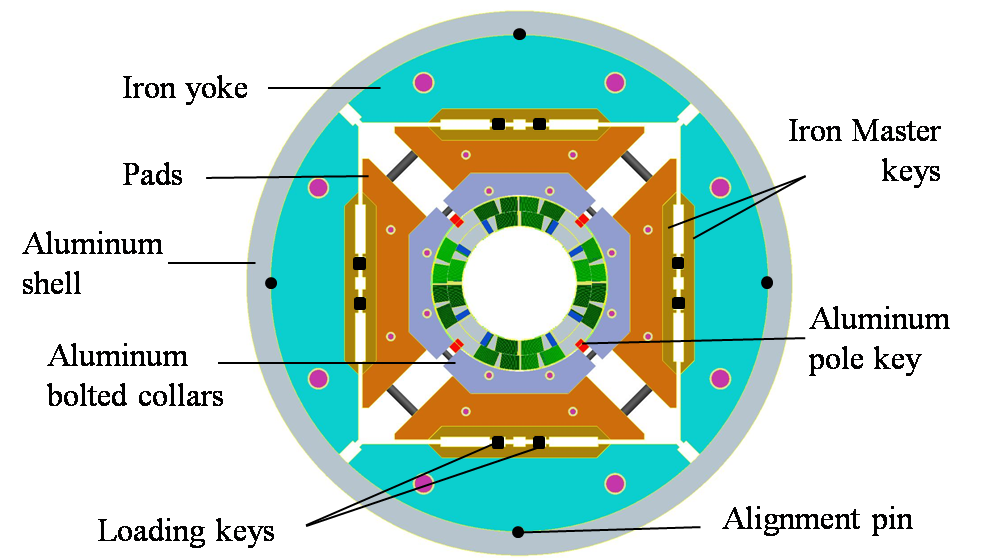 Iron yoke
Pads
Aluminum
shell
Aluminum
bolted collars
Loading keys
Iron Master
keys
Aluminum
pole key
Alignment pin